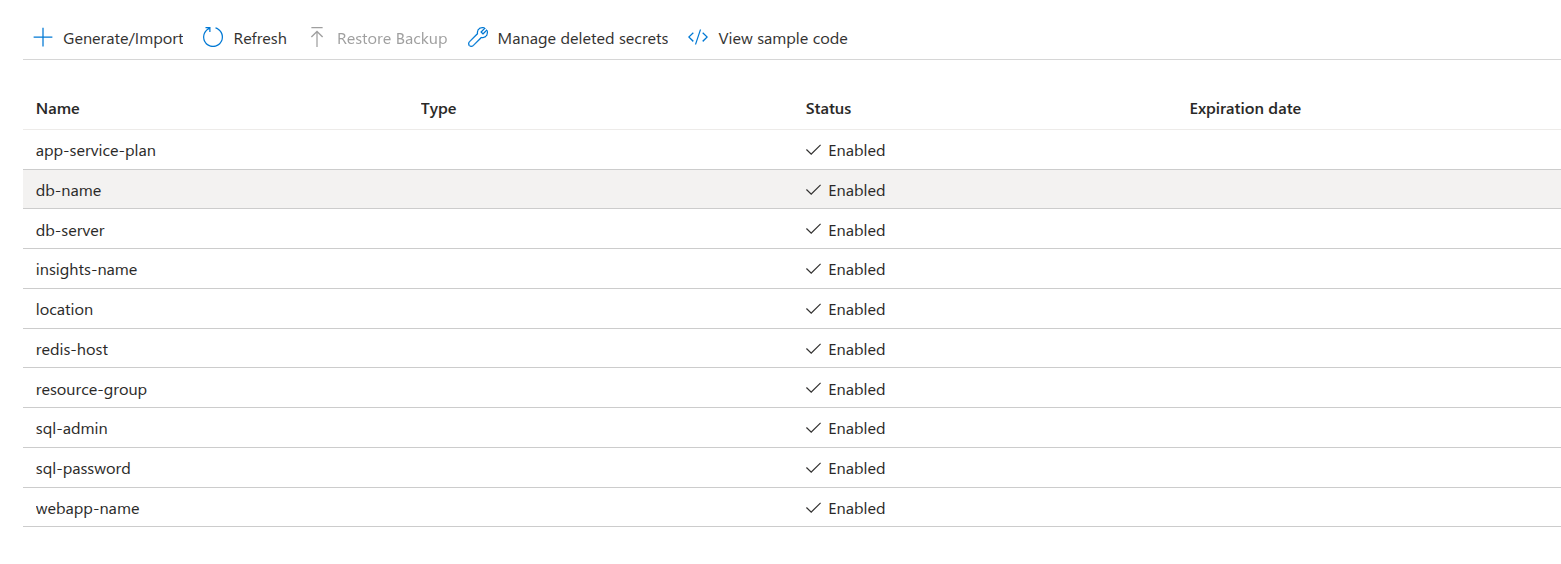 Generate/Import Refresh Restore Backup Manage deleted secrets </> View sample code
Name Type Status Expiration date
app-service-plan Enabled
db-name Enabled
db-server Enabled
insights-name Enabled
location Enabled
redis-host Enabled
resource-group Enabled
sql-admin Enabled
sql-password Enabled
webapp-name Enabled